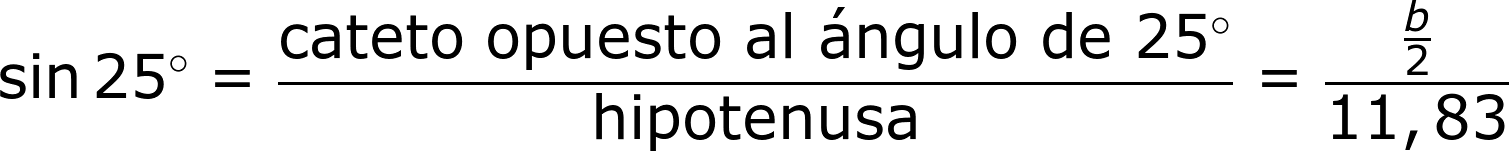 sin 25° = cateto opuesto al ángulo de 25° / hipotenusa = b/2 / 11,83